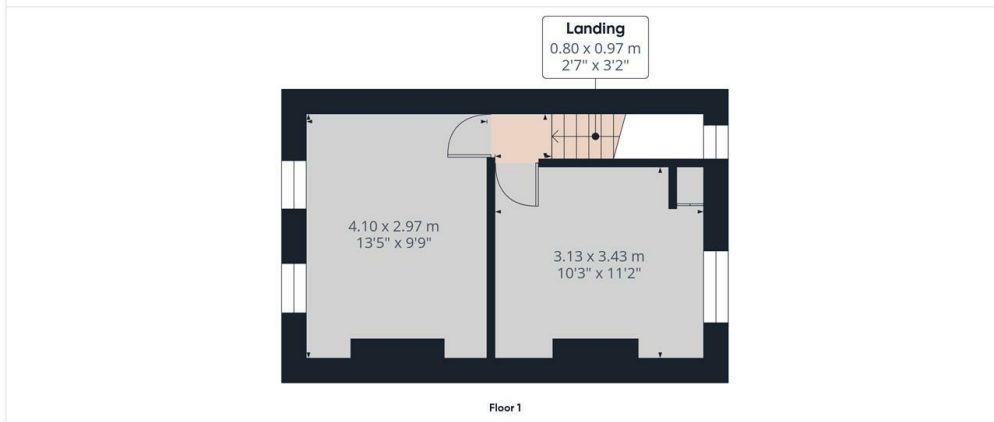 Landing
0.80 x 0.97 m
2'7" x 3'2"
4.10 x 2.97 m
13'5" x 9'9"
3.13 x 3.43 m
10'3" x 11'2"
Floor 1